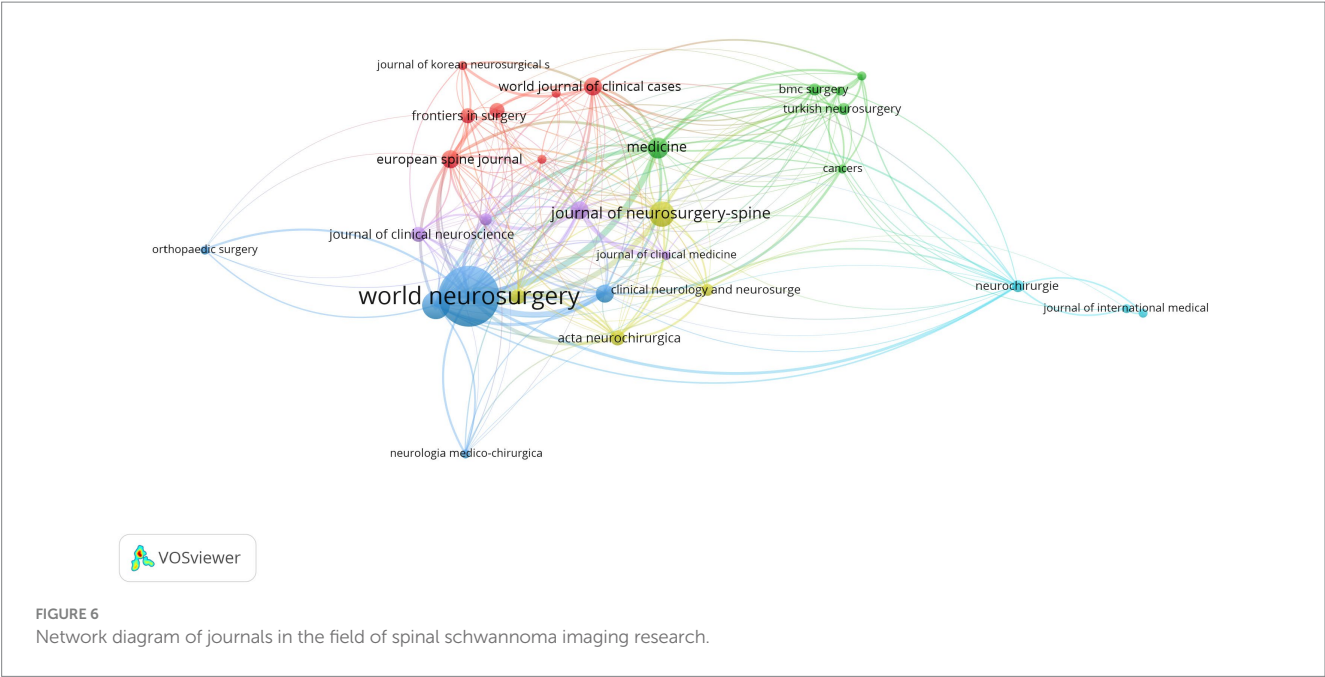 journal of korean neurosurgical s
world journal of clinical cases
bmc surgery
frontiers in surgery
turkish neurosurgery
medicine
european spine journal
cancers
journal of neurosurgery-spine
journal of clinical neuroscience
orthopaedic surgery
journal of clinical medicine
neurochirurgie
clinical neurology and neurosurge
world neurosurgery
journal of international medical
acta neurochirurgica
neurologia medico-chirurgica
VOSviewer
FIGURE 6
Network diagram of journals in the field of spinal schwannoma imaging research.